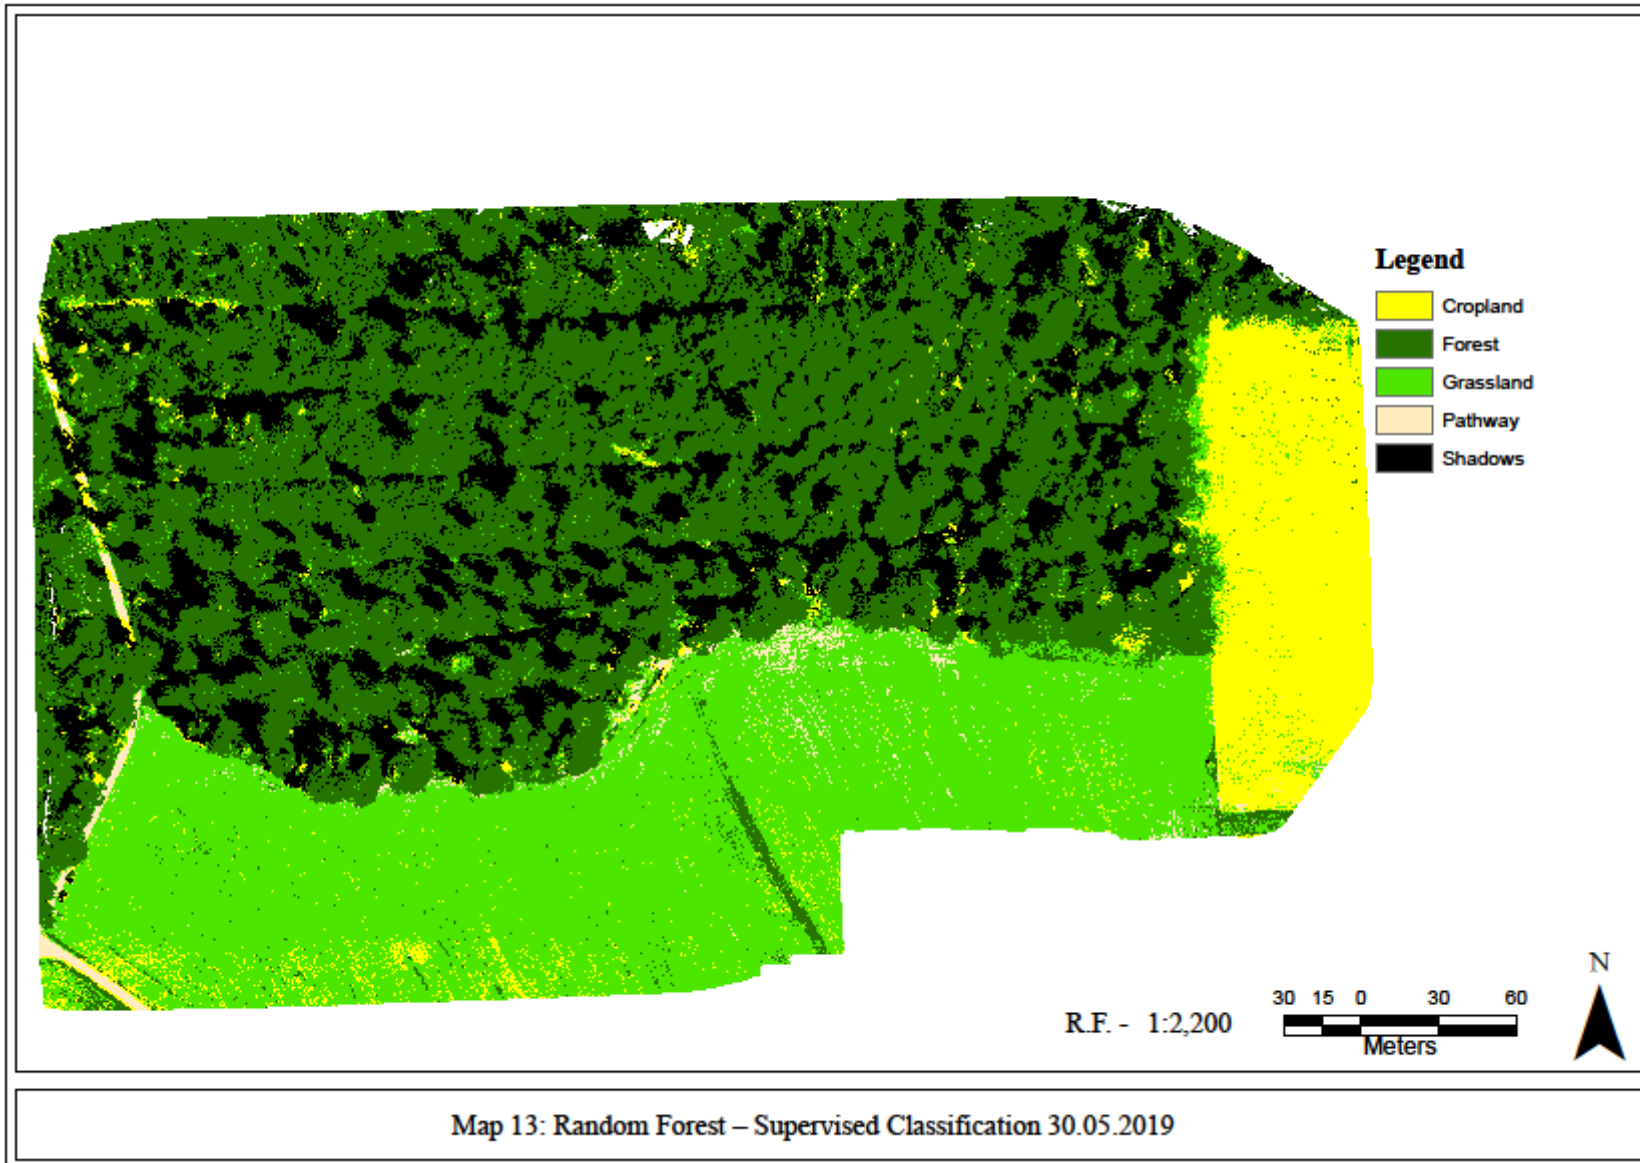 Legend
Cropland
Forest
Grassland
Pathway
Shadows
N
30 15 0 30 60
R.F. - 1:2,200
Meters
Map 13: Random Forest – Supervised Classification 30.05.2019